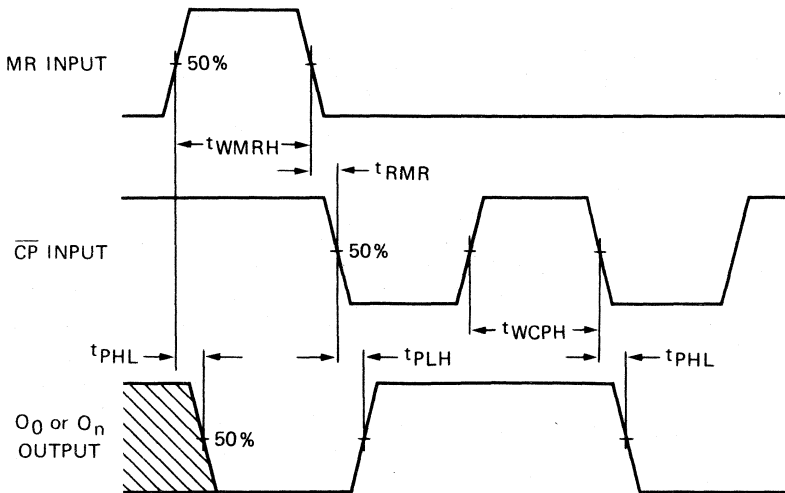 MR INPUT
50%
tWMRH
tRMR
CP INPUT
50%
tWCPH
tPHL
tPLH
tPHL
O0 or On
OUTPUT
50%